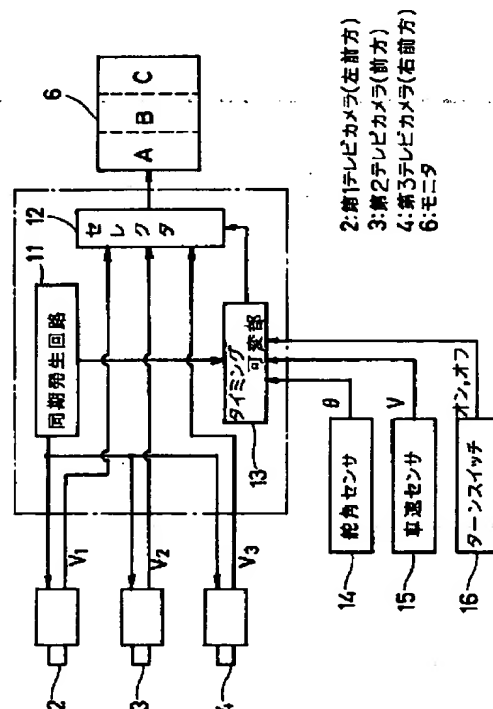 6
A B C
12
セレクタ
11
同期発生回路
タイミング
可変部
13
V1
V2
V3
2
3
4
θ
V
オン,オフ
舵角センサ
14
車速センサ
15
ターンスイッチ
16
2:第1テレビカメラ(左前方)
3:第2テレビカメラ(前方)
4:第3テレビカメラ(右前方)
6:モニタ